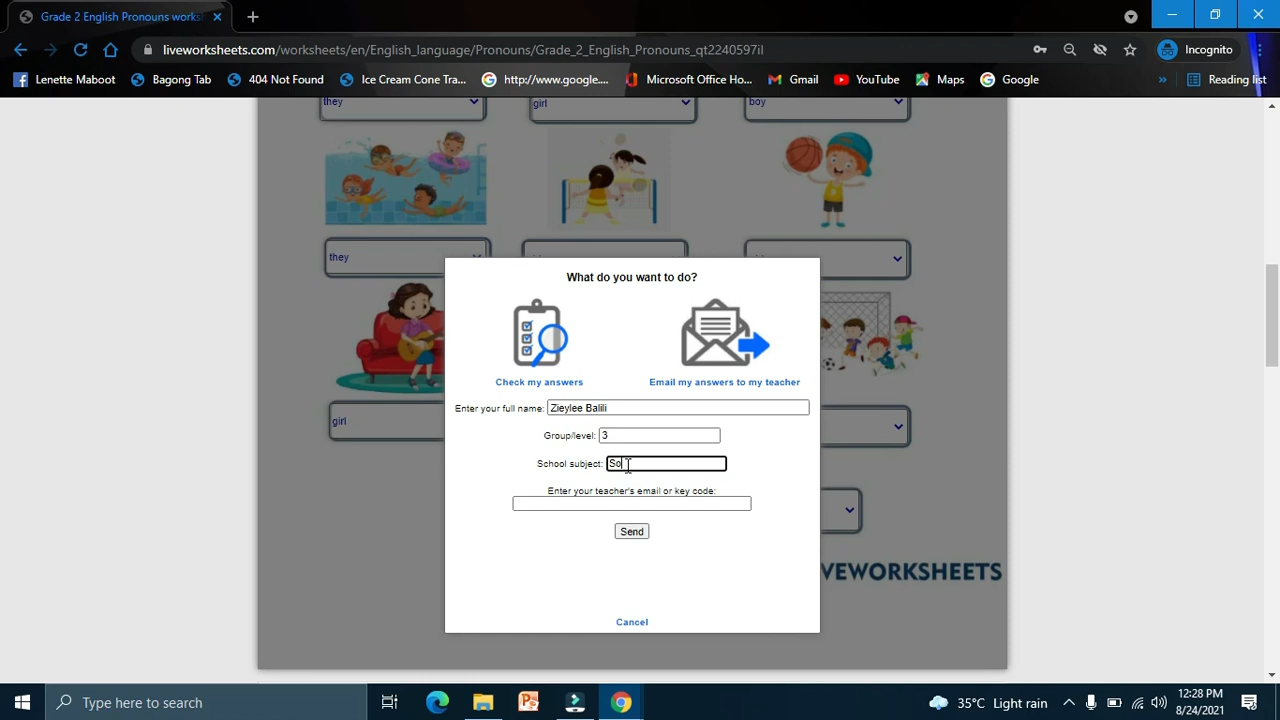 Grade 2 English Pronouns works
liveworksheets.com/worksheets/en/English_language/Pronouns/Grade_2_English_Pronouns_qt2240597il
Incognito
Lenette Maboot
Bagong Tab
404 Not Found
Ice Cream Cone Tra...
http://www.google....
Microsoft Office Ho...
Gmail
YouTube
Maps
Google
»
Reading list
they
girl
boy
they
girl
What do you want to do?
Check my answers
Email my answers to my teacher
Enter your full name: Zieylee Balili
Group/level: 3
School subject: So
Enter your teacher's email or key code:
Send
Cancel
VEWORKSHEETS
Type here to search
35°C Light rain
12:28 PM
8/24/2021